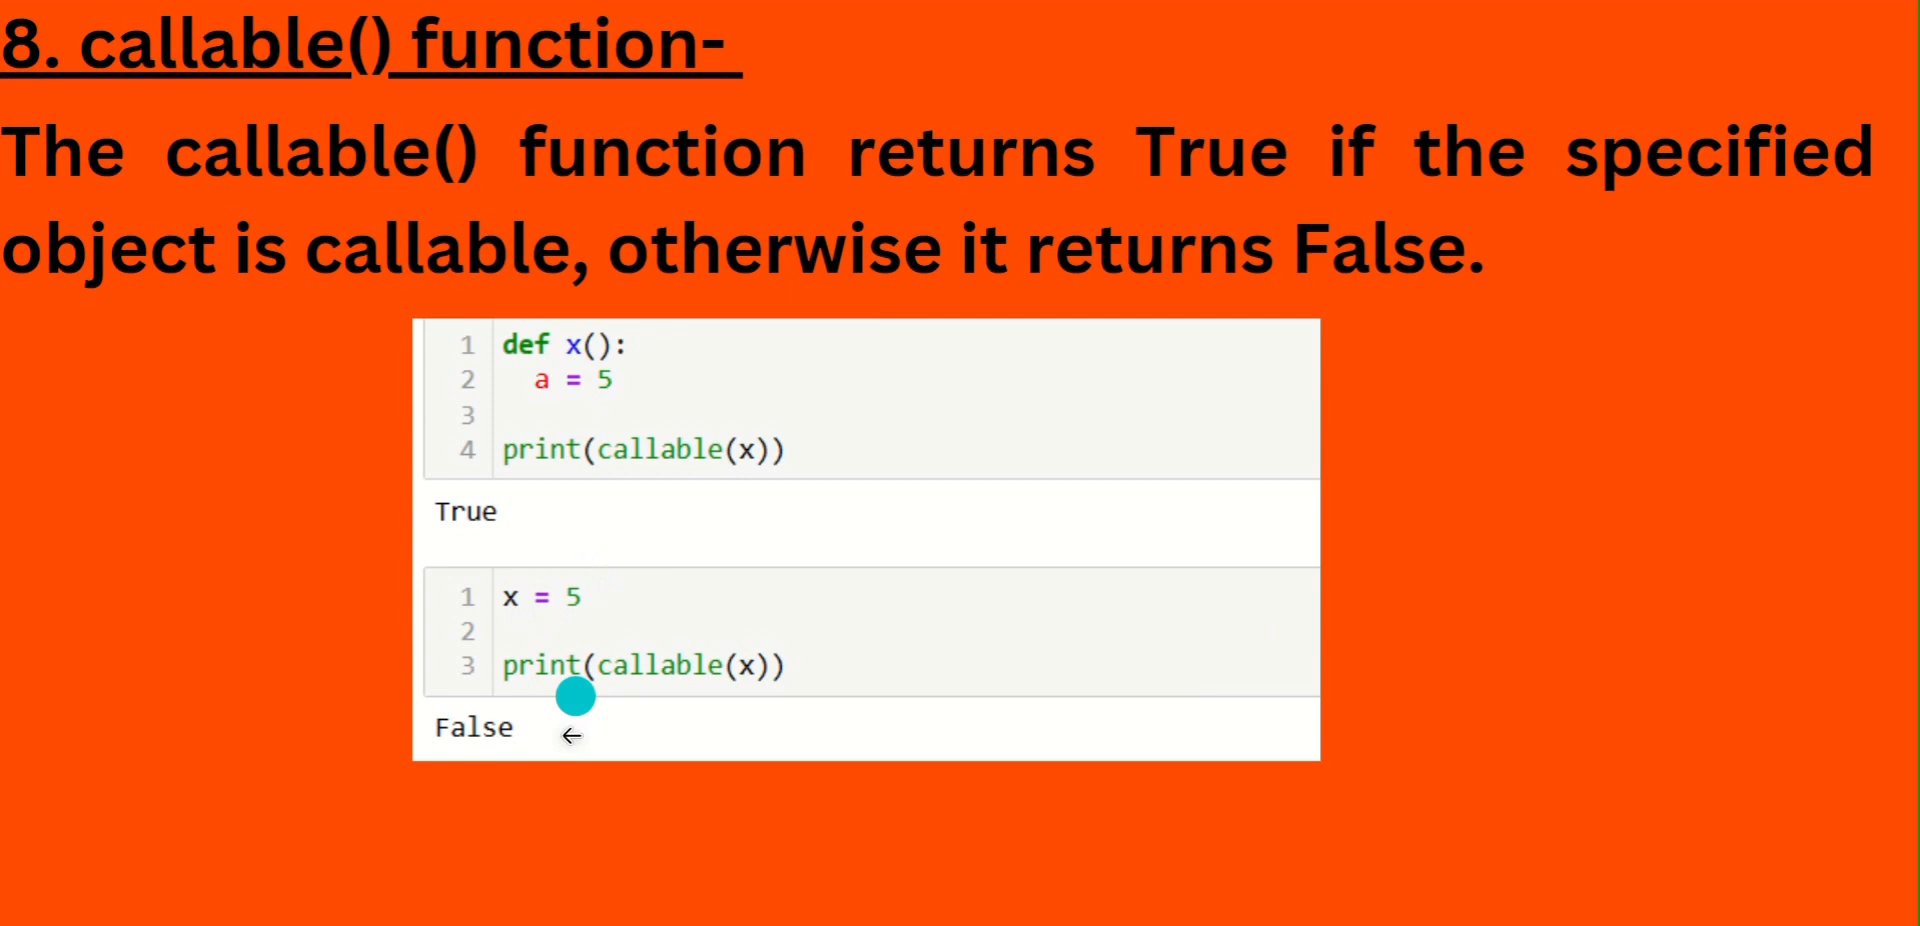 8. callable() function-
The callable() function returns True if the specified
object is callable, otherwise it returns False.
1 def x():
2   a = 5
3
4 print(callable(x))
True
1 x = 5
2
3 print(callable(x))
False